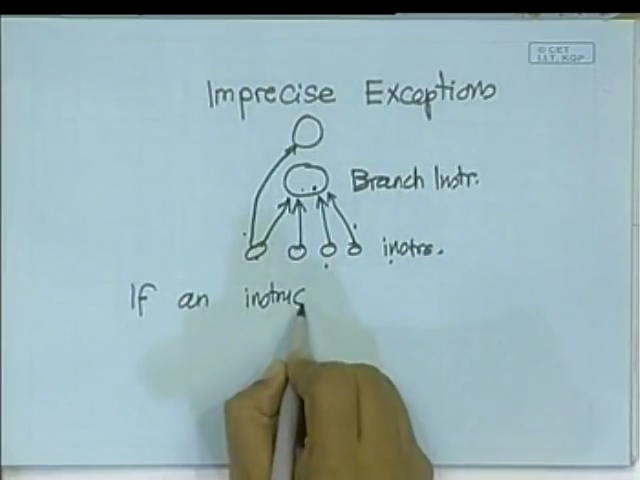 © CET
I.I.T. KGP
Imprecise Exceptions
Branch Instr.
instrs.
If an instruc